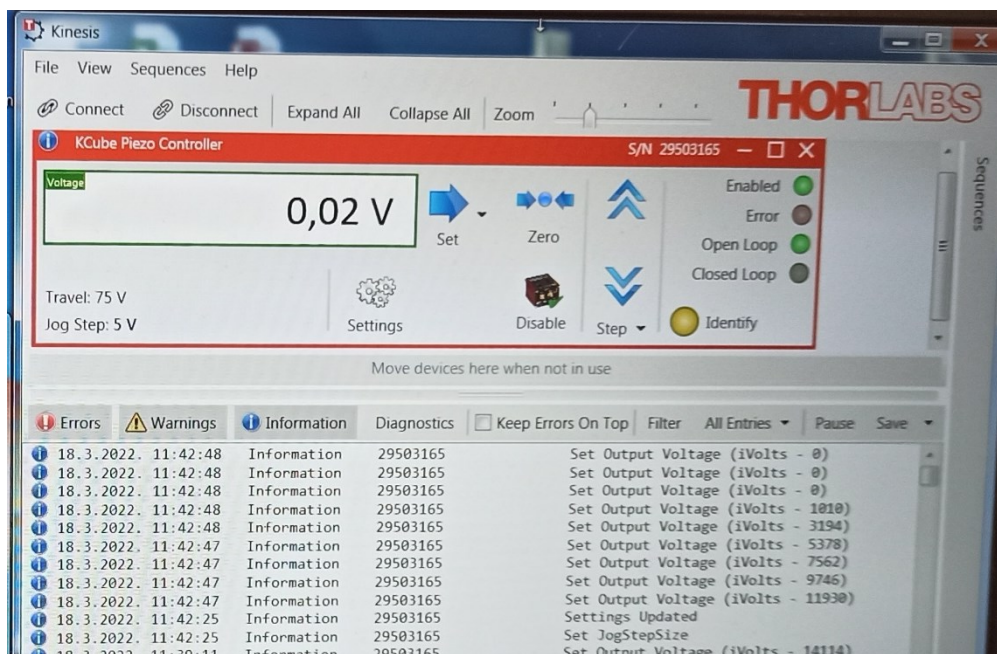 Kinesis
File View Sequences Help
Connect Disconnect Expand All Collapse All Zoom
THORLABS
KCube Piezo Controller S/N 29503165
Voltage
0,02 V
Set
Zero
Enabled
Error
Open Loop
Closed Loop
Travel: 75 V
Jog Step: 5 V
Settings
Disable
Step
Identify
Sequences
Move devices here when not in use
Errors Warnings Information Diagnostics Keep Errors On Top Filter All Entries Pause Save
18.3.2022. 11:42:48 Information 29503165 Set Output Voltage (iVolts - 0)
18.3.2022. 11:42:48 Information 29503165 Set Output Voltage (iVolts - 0)
18.3.2022. 11:42:48 Information 29503165 Set Output Voltage (iVolts - 0)
18.3.2022. 11:42:48 Information 29503165 Set Output Voltage (iVolts - 1010)
18.3.2022. 11:42:48 Information 29503165 Set Output Voltage (iVolts - 3194)
18.3.2022. 11:42:47 Information 29503165 Set Output Voltage (iVolts - 5378)
18.3.2022. 11:42:47 Information 29503165 Set Output Voltage (iVolts - 7562)
18.3.2022. 11:42:47 Information 29503165 Set Output Voltage (iVolts - 9746)
18.3.2022. 11:42:47 Information 29503165 Set Output Voltage (iVolts - 11930)
18.3.2022. 11:42:25 Information 29503165 Settings Updated
18.3.2022. 11:42:25 Information 29503165 Set JogStepSize
Information 29503165 Set Output Voltage (iVolts - 14114)